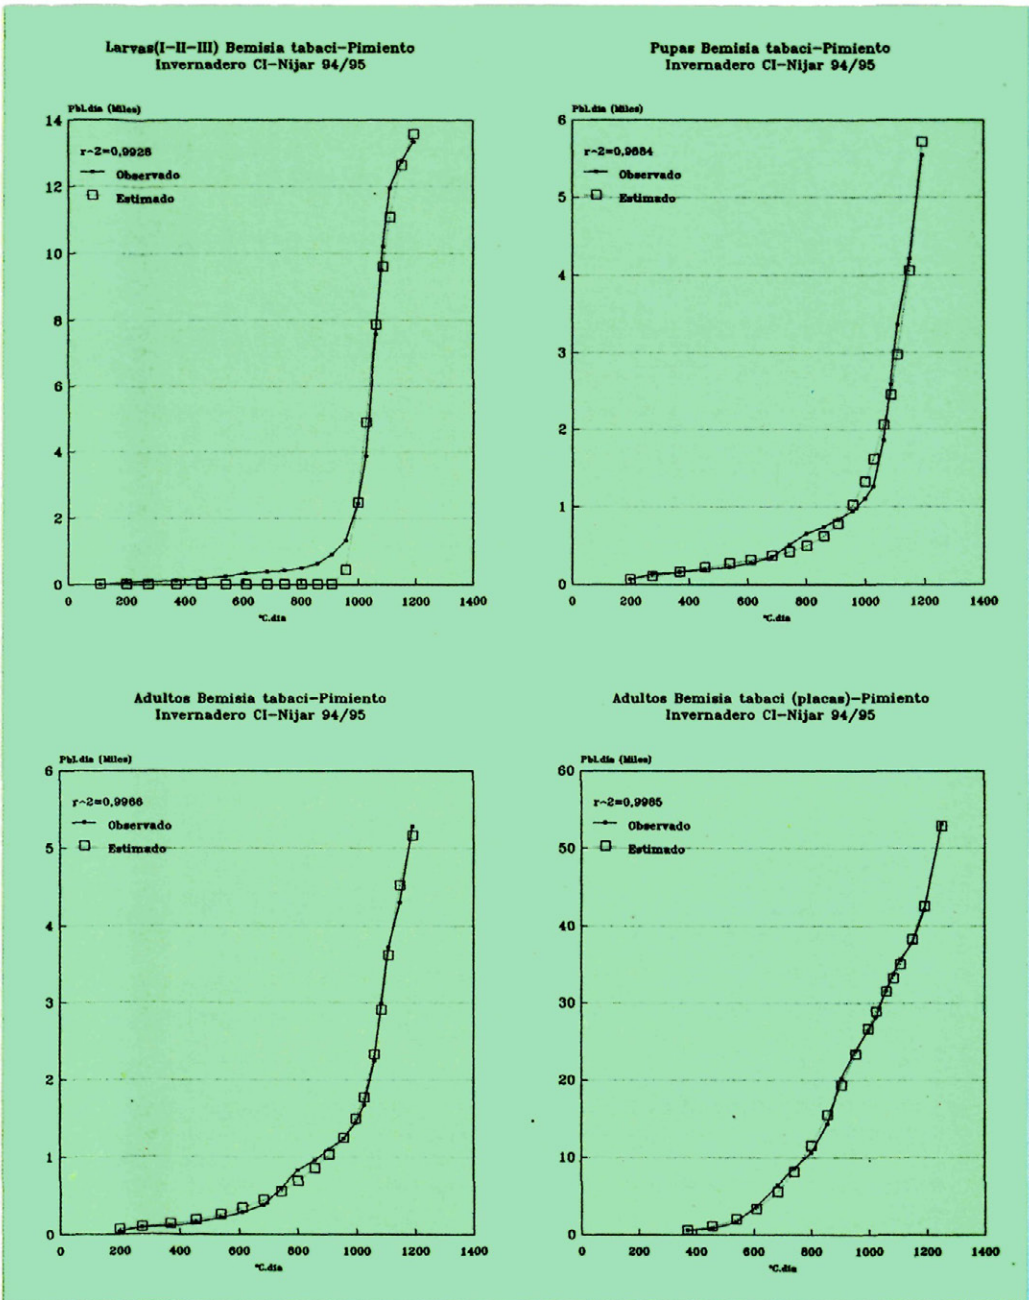 Larvas(I-II-III) Bemisia tabaci-Pimiento
Invernadero CI-Nijar 94/95
Pbl.dia (Miles)
14
12
10
8
6
4
2
0
r^2=0,9928
Observado
Estimado
0 200 400 600 800 1000 1200 1400
°C.dia
Pupas Bemisia tabaci-Pimiento
Invernadero CI-Nijar 94/95
Pbl.dia (Miles)
6
5
4
3
2
1
0
r^2=0,9884
Observado
Estimado
0 200 400 600 800 1000 1200 1400
°C.dia
Adultos Bemisia tabaci-Pimiento
Invernadero CI-Nijar 94/95
Pbl.dia (Miles)
6
5
4
3
2
1
0
r^2=0,9966
Observado
Estimado
0 200 400 600 800 1000 1200 1400
°C.dia
Adultos Bemisia tabaci (placas)-Pimiento
Invernadero CI-Nijar 94/95
Pbl.dia (Miles)
60
50
40
30
20
10
0
r^2=0,9985
Observado
Estimado
0 200 400 600 800 1000 1200 1400
°C.dia